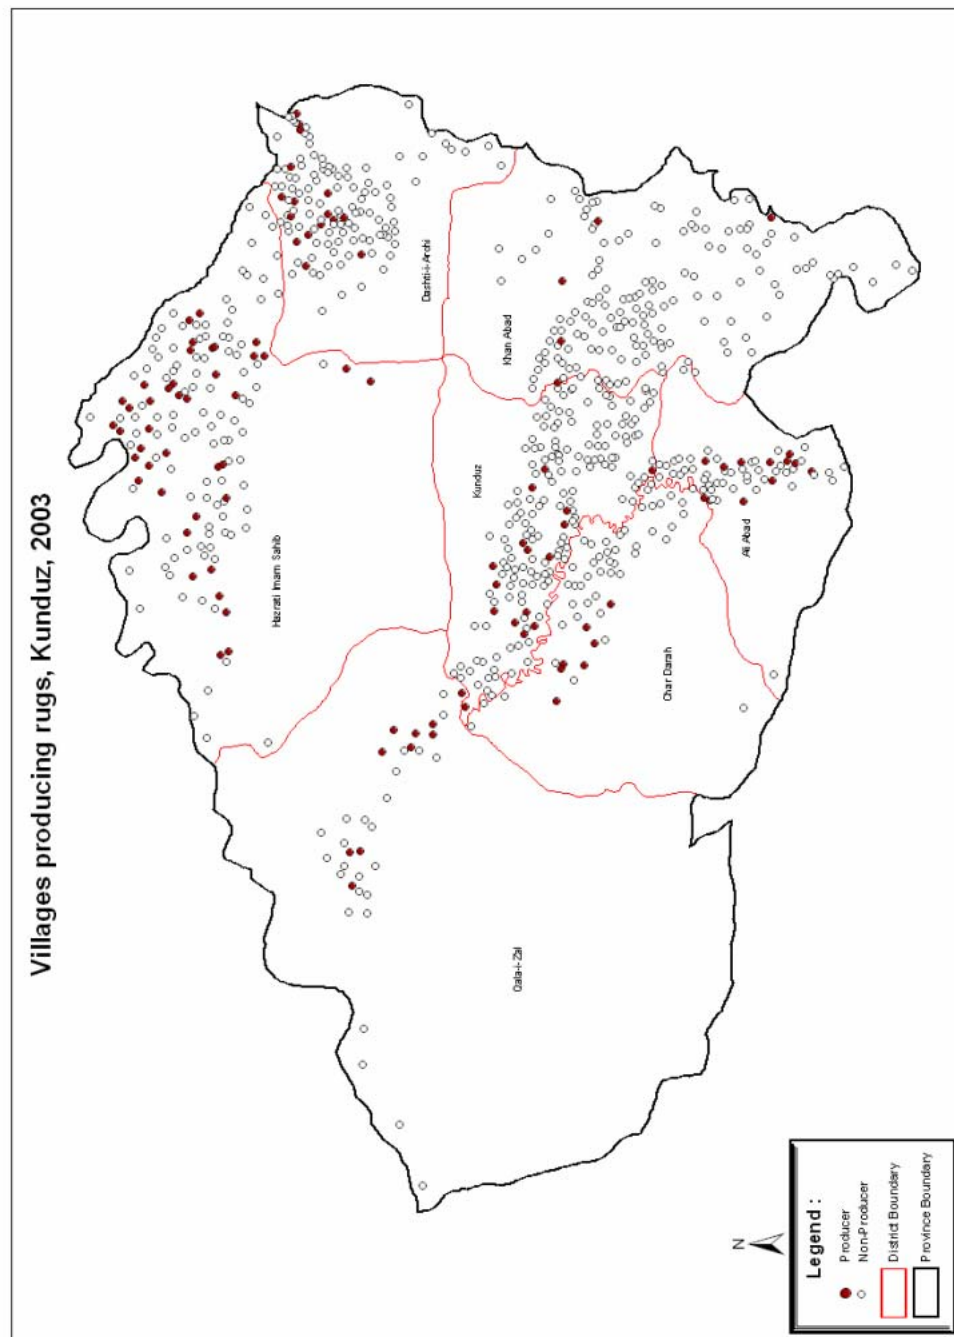 Villages producing rugs, Kunduz, 2003
Hazrati Imam Sahib
Dashti-i-Archi
Khan Abad
Kunduz
Qala-i-Zal
Char Darah
Ali Abad
N
Legend :
Producer
Non-Producer
District Boundary
Province Boundary